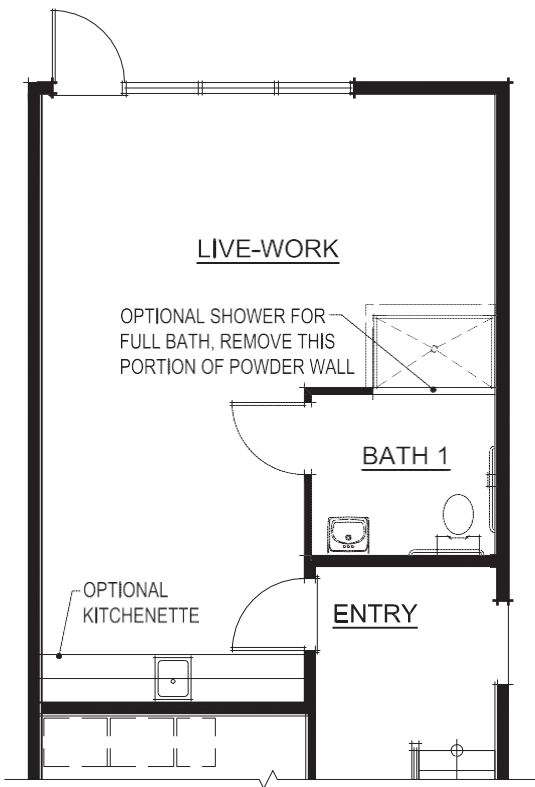 LIVE-WORK
OPTIONAL SHOWER FOR
FULL BATH, REMOVE THIS
PORTION OF POWDER WALL
BATH 1
OPTIONAL
KITCHENETTE
ENTRY